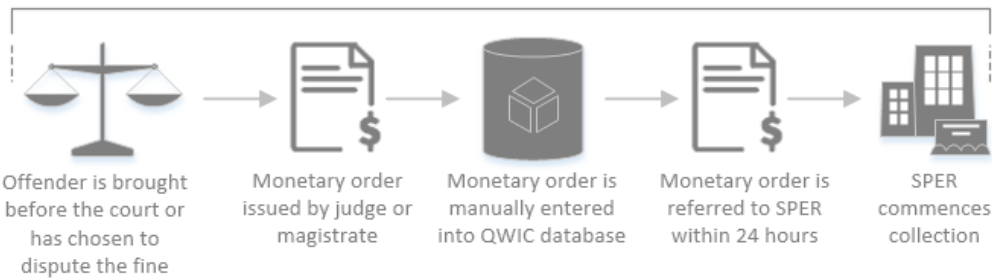 Offender is brought
before the court or
has chosen to
dispute the fine
$
Monetary order
issued by judge or
magistrate
Monetary order is
manually entered
into QWIC database
$
Monetary order is
referred to SPER
within 24 hours
SPER
commences
collection